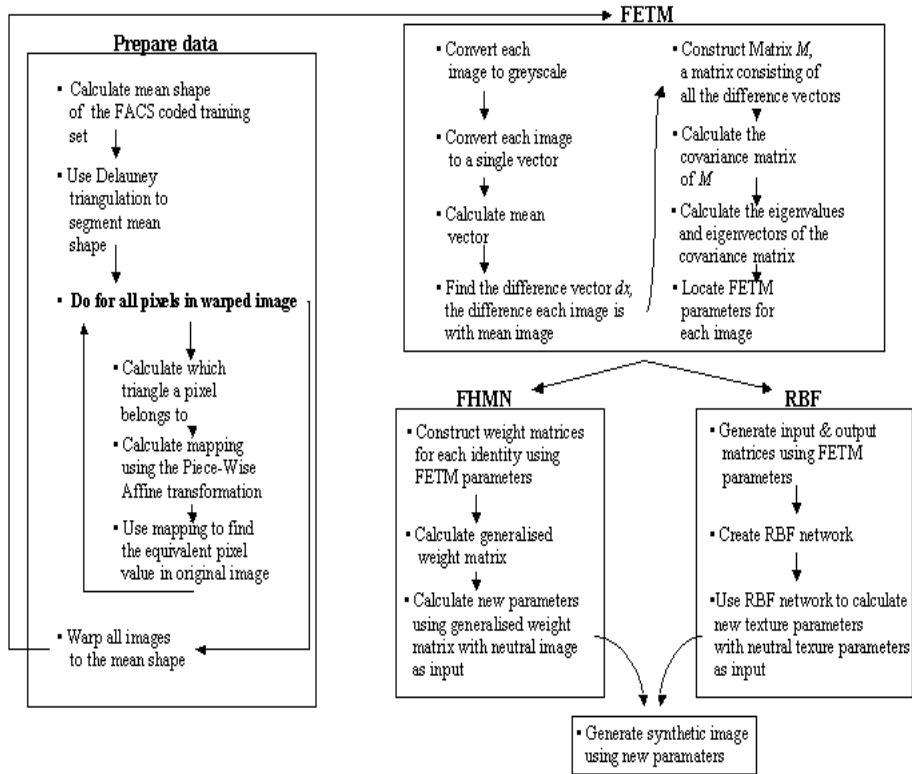 Prepare data
▪ Calculate mean shape
of the FACS coded training
set
▪ Use Delauney
triangulation to
segment mean
shape
▪ Do for all pixels in warped image
▪ Calculate which
triangle a pixel
belongs to
▪ Calculate mapping
using the Piece-Wise
Affine transformation
▪ Use mapping to find
the equivalent pixel
value in original image
▪ Warp all images
to the mean shape
FETM
▪ Convert each
image to greyscale
▪ Convert each image
to a single vector
▪ Calculate mean
vector
▪ Find the difference vector dx,
the difference each image is
with mean image
▪ Construct Matrix M,
a matrix consisting of
all the difference vectors
▪ Calculate the
covariance matrix
of M
▪ Calculate the eigenvalues
and eigenvectors of the
covariance matrix
▪ Locate FETM
parameters for
each image
FHMN
▪ Construct weight matrices
for each identity using
FETM parameters
▪ Calculate generalised
weight matrix
▪ Calculate new parameters
using generalised weight
matrix with neutral image
as input
RBF
▪ Generate input & output
matrices using FETM
parameters
▪ Create RBF network
▪ Use RBF network to calculate
new texture parameters
with neutral texure parameters
as input
▪ Generate synthetic image
using new paramaters